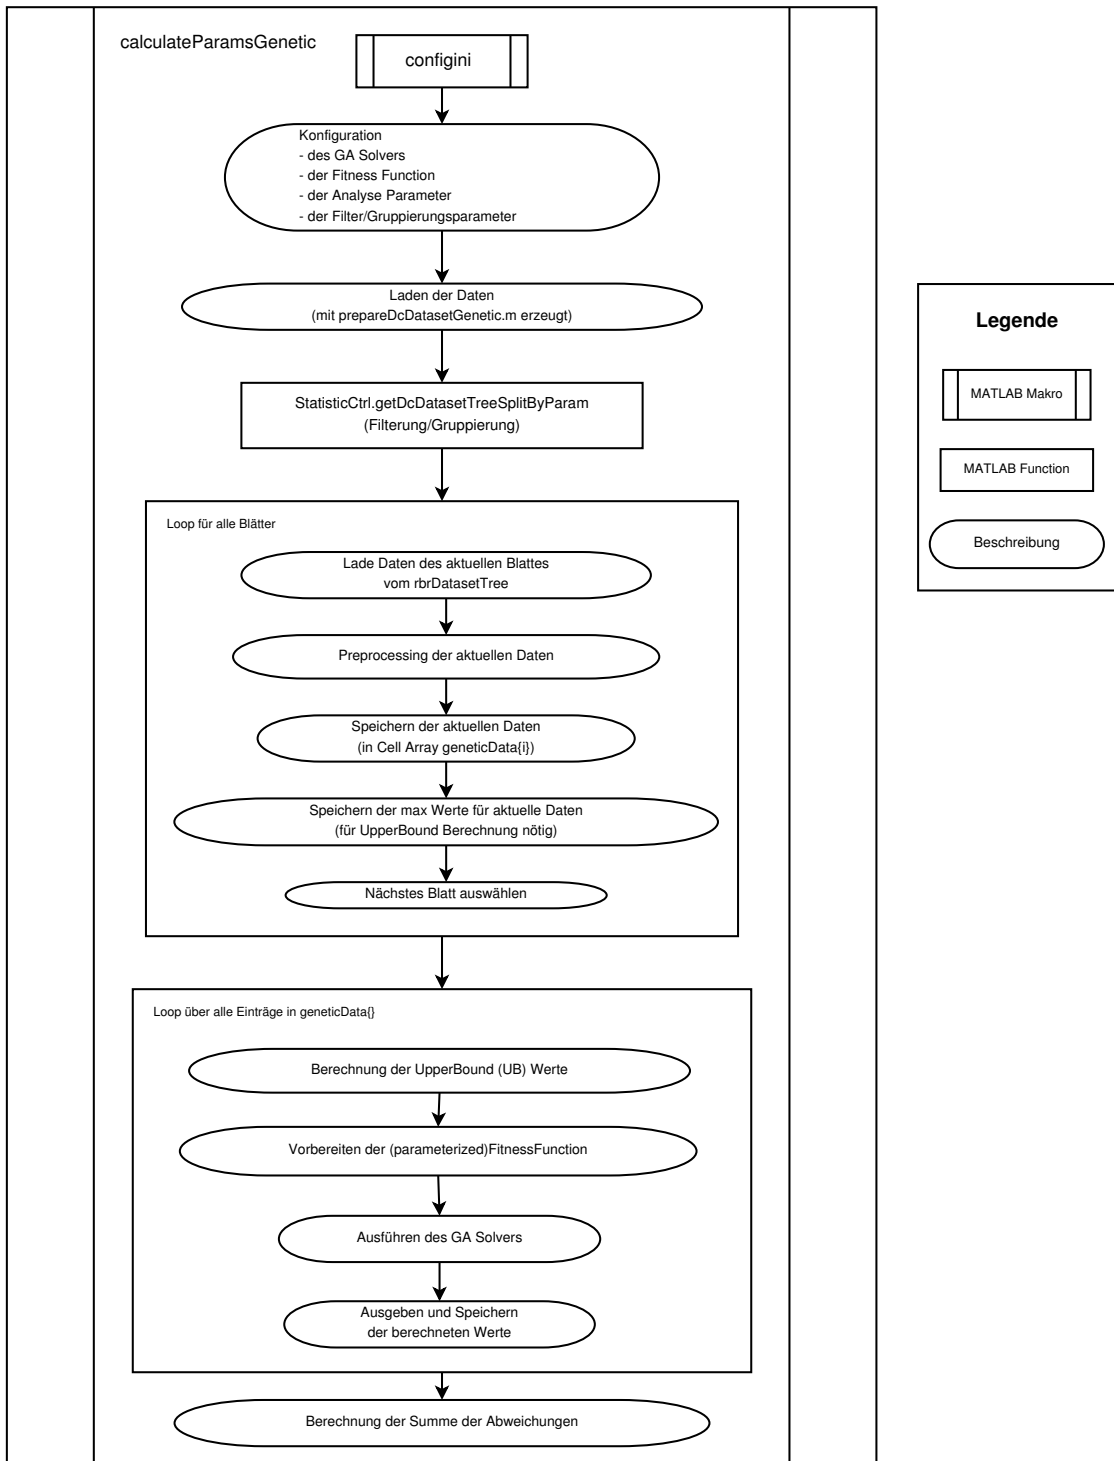 calculateParamsGenetic
configini
Konfiguration
- des GA Solvers
- der Fitness Function
- der Analyse Parameter
- der Filter/Gruppierungsparameter
Laden der Daten
(mit prepareDcDatasetGenetic.m erzeugt)
StatisticCtrl.getDcDatasetTreeSplitByParam
(Filterung/Gruppierung)
Loop für alle Blätter
Lade Daten des aktuellen Blattes
vom rbrDatasetTree
Preprocessing der aktuellen Daten
Speichern der aktuellen Daten
(in Cell Array geneticData{i})
Speichern der max Werte für aktuelle Daten
(für UpperBound Berechnung nötig)
Nächstes Blatt auswählen
Loop über alle Einträge in geneticData{}
Berechnung der UpperBound (UB) Werte
Vorbereiten der (parameterized)FitnessFunction
Ausführen des GA Solvers
Ausgeben und Speichern
der berechneten Werte
Berechnung der Summe der Abweichungen
Legende
MATLAB Makro
MATLAB Function
Beschreibung